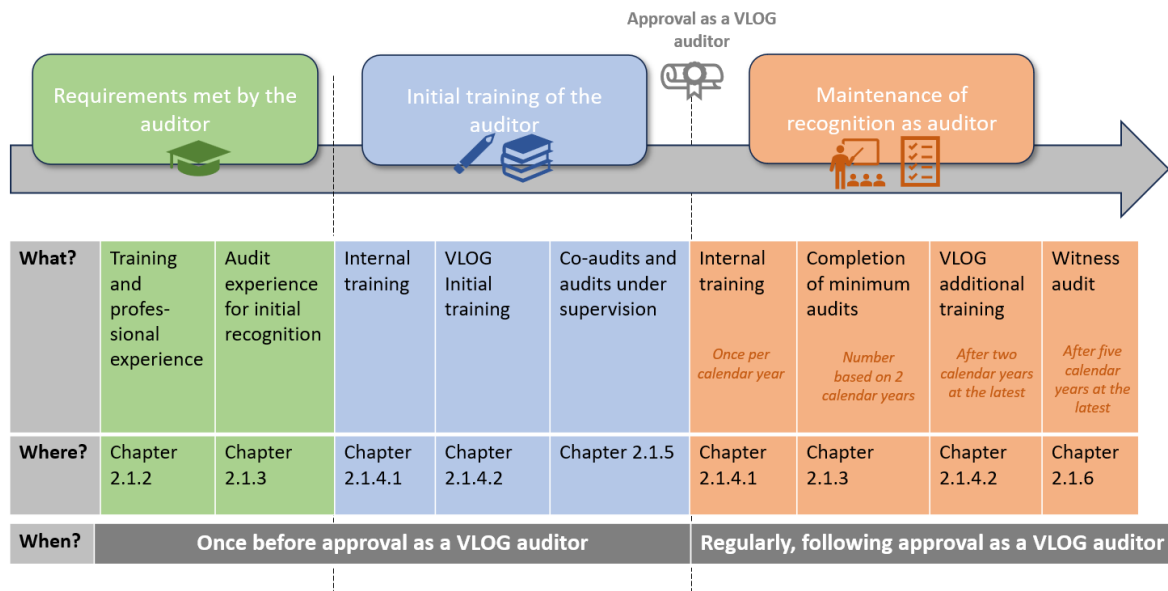 Approval as a VLOG
auditor
Requirements met by the
auditor
Initial training of the
auditor
Maintenance of
recognition as auditor
What?
Training
and
profes-
sional
experience
Audit
experience
for initial
recognition
Internal
training
VLOG
Initial
training
Co-audits and
audits under
supervision
Internal
training
Once per
calendar year
Completion
of minimum
audits
Number
based on 2
calendar years
VLOG
additional
training
After two
calendar years
at the latest
Witness
audit
After five
calendar
years at the
latest
Where?
Chapter
2.1.2
Chapter
2.1.3
Chapter
2.1.4.1
Chapter
2.1.4.2
Chapter 2.1.5
Chapter
2.1.4.1
Chapter
2.1.3
Chapter
2.1.4.2
Chapter
2.1.6
When?
Once before approval as a VLOG auditor
Regularly, following approval as a VLOG auditor